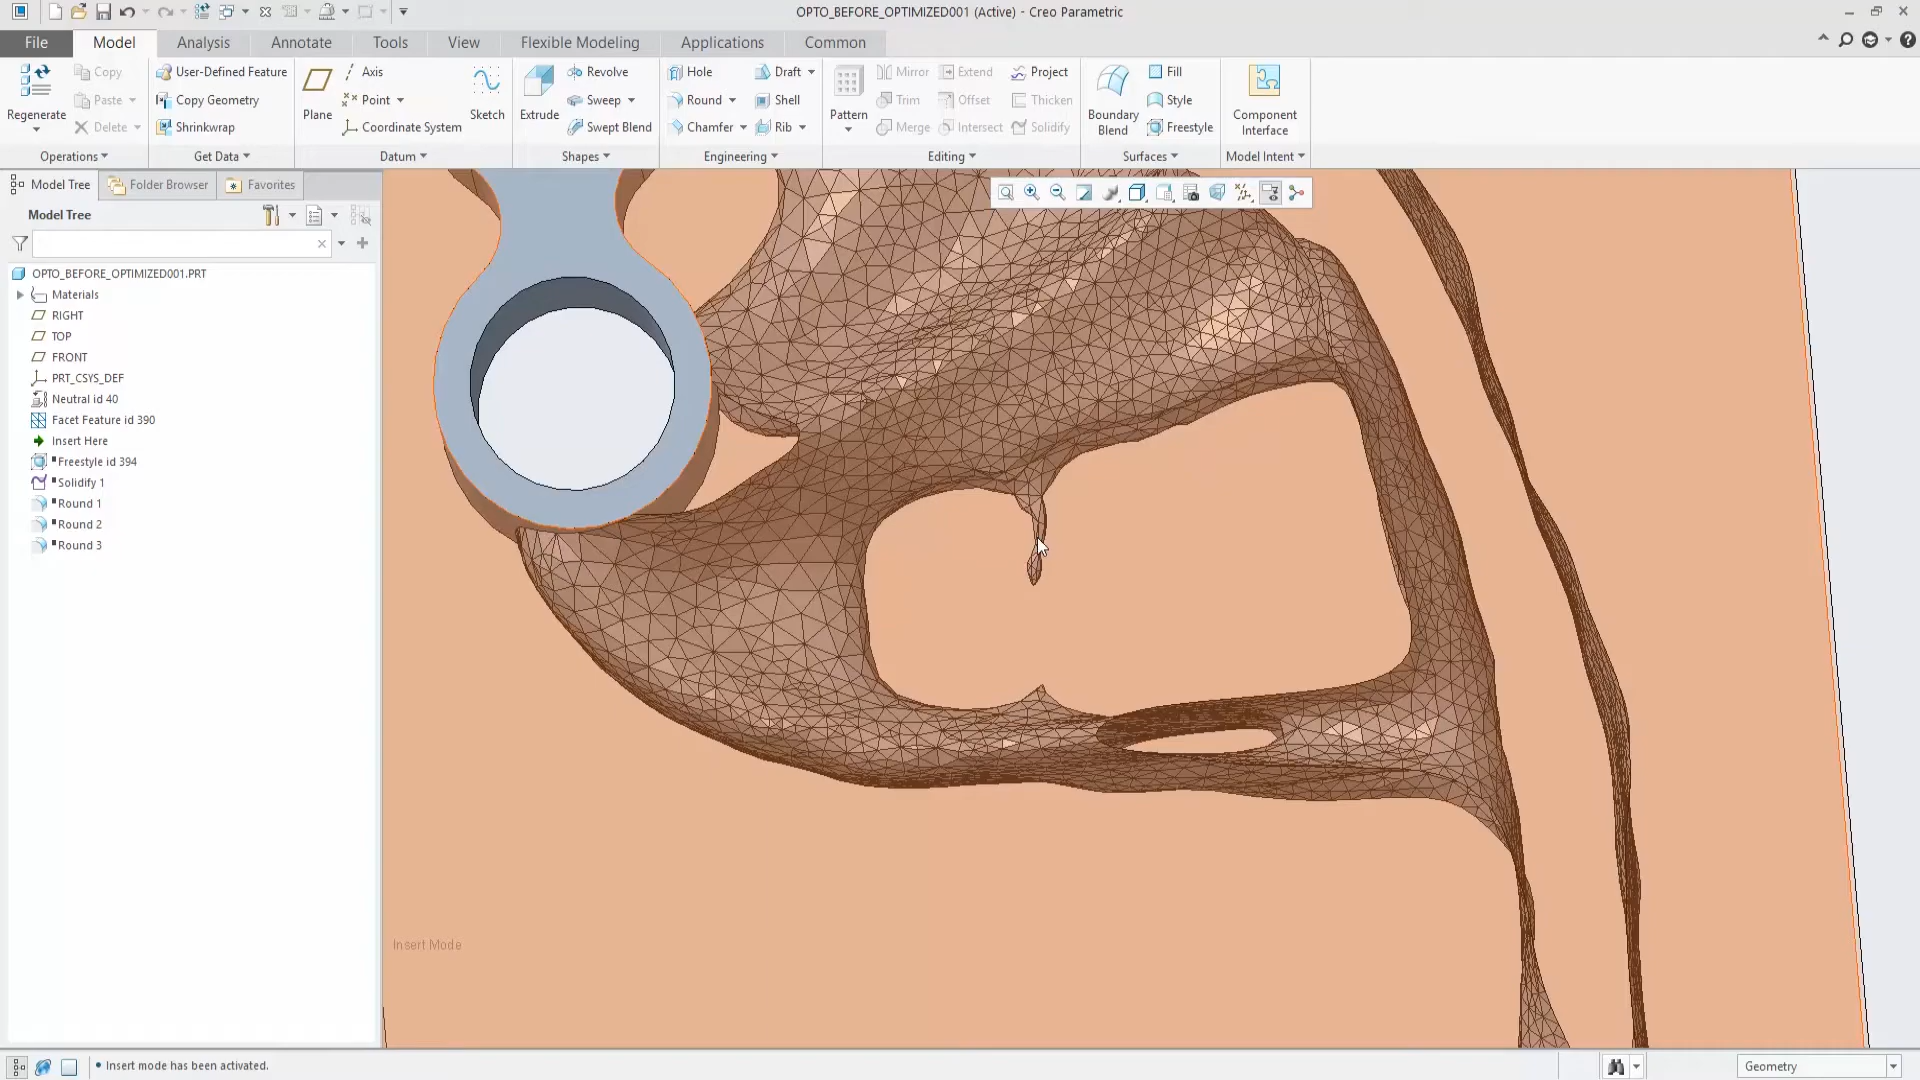 OPTO_BEFORE_OPTIMIZED001 (Active) - Creo Parametric
File Model Analysis Annotate Tools View Flexible Modeling Applications Common
Copy User-Defined Feature Axis Revolve Hole Draft Mirror Extend Project Fill
Paste Copy Geometry Point Sweep Round Shell Trim Offset Thicken Style
Regenerate Plane Sketch Extrude Pattern Boundary Blend Component Interface
Delete Shrinkwrap Coordinate System Swept Blend Chamfer Rib Merge Intersect Solidify Freestyle
Operations Get Data Datum Shapes Engineering Editing Surfaces Model Intent
Model Tree Folder Browser Favorites
Model Tree
OPTO_BEFORE_OPTIMIZED001.PRT
Materials
RIGHT
TOP
FRONT
PRT_CSYS_DEF
Neutral id 40
Facet Feature id 390
Insert Here
Freestyle id 394
Solidify 1
Round 1
Round 2
Round 3
Insert Mode
• Insert mode has been activated.
Geometry